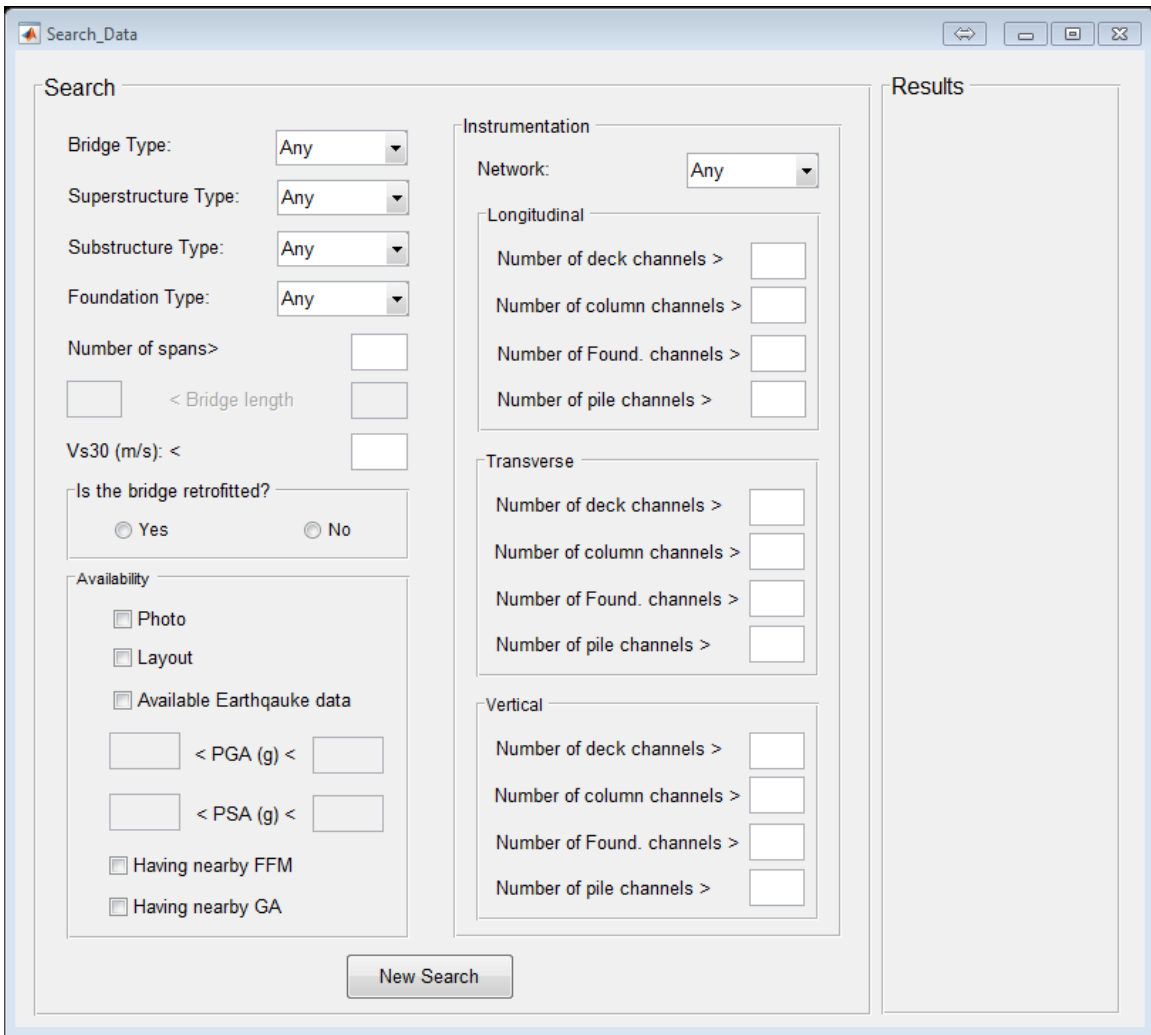 Search_Data
Search
Bridge Type:
Any
Superstructure Type:
Any
Substructure Type:
Any
Foundation Type:
Any
Number of spans>
< Bridge length
Vs30 (m/s): <
Is the bridge retrofitted?
Yes
No
Availability
Photo
Layout
Available Earthqauke data
< PGA (g) <
< PSA (g) <
Having nearby FFM
Having nearby GA
Instrumentation
Network:
Any
Longitudinal
Number of deck channels >
Number of column channels >
Number of Found. channels >
Number of pile channels >
Transverse
Number of deck channels >
Number of column channels >
Number of Found. channels >
Number of pile channels >
Vertical
Number of deck channels >
Number of column channels >
Number of Found. channels >
Number of pile channels >
New Search
Results